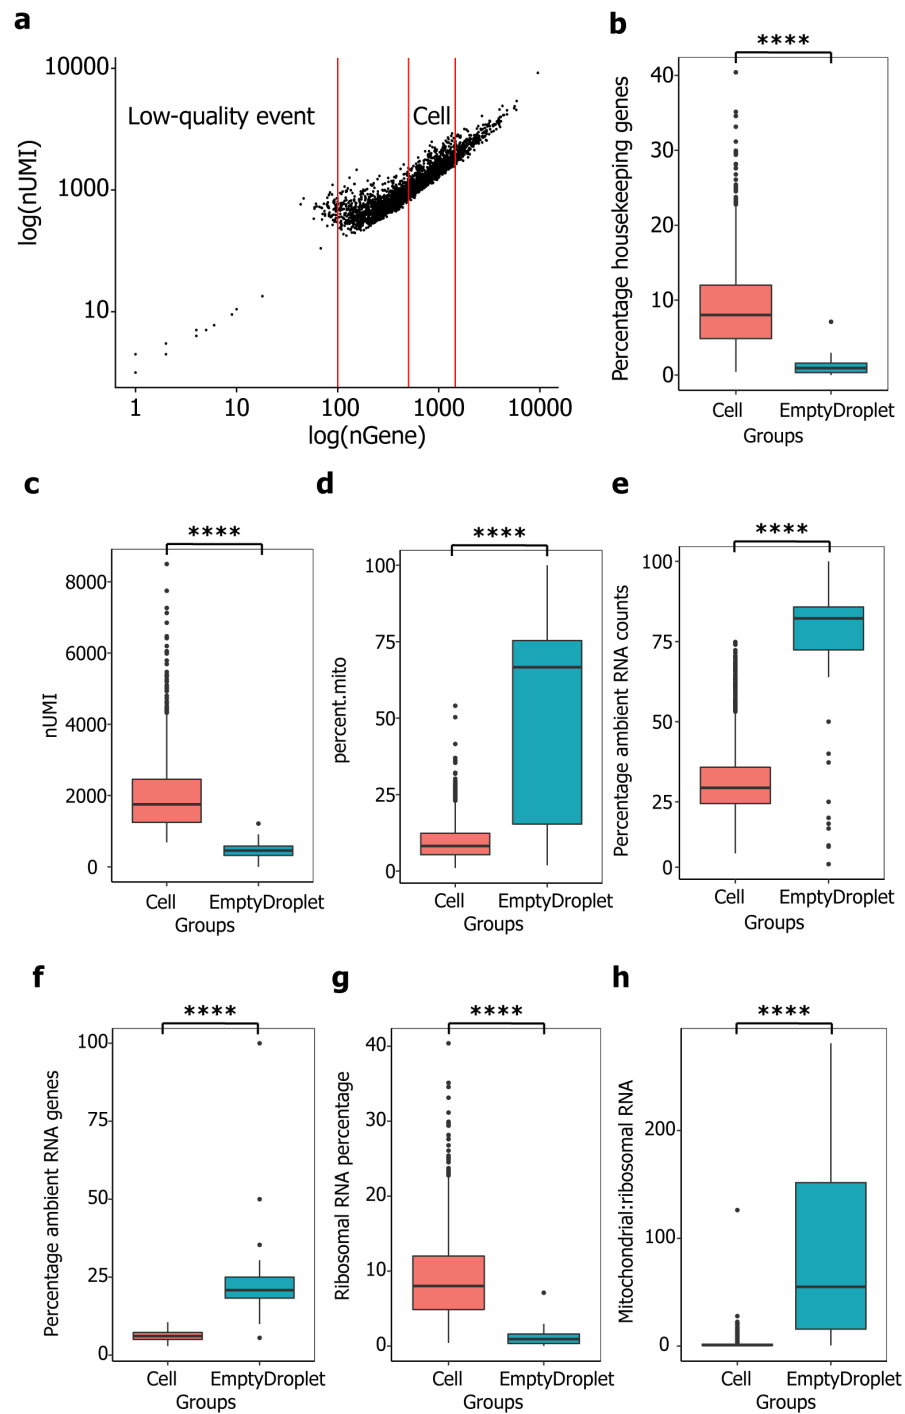 a
log(nUMI)
10000
1000
10
Low-quality event
Cell
1
10
100
1000
10000
log(nGene)
b
****
Percentage housekeeping genes
40
30
20
10
0
Cell
EmptyDroplet
Groups
c
****
nUMI
8000
6000
4000
2000
0
Cell
EmptyDroplet
Groups
d
****
percent.mito
100
75
50
25
0
Cell
EmptyDroplet
Groups
e
****
Percentage ambient RNA counts
100
75
50
25
0
Cell
EmptyDroplet
Groups
f
****
Percentage ambient RNA genes
100
75
50
25
0
Cell
EmptyDroplet
Groups
g
****
Ribosomal RNA percentage
40
30
20
10
0
Cell
EmptyDroplet
Groups
h
****
Mitochondrial:ribosomal RNA
200
100
0
Cell
EmptyDroplet
Groups